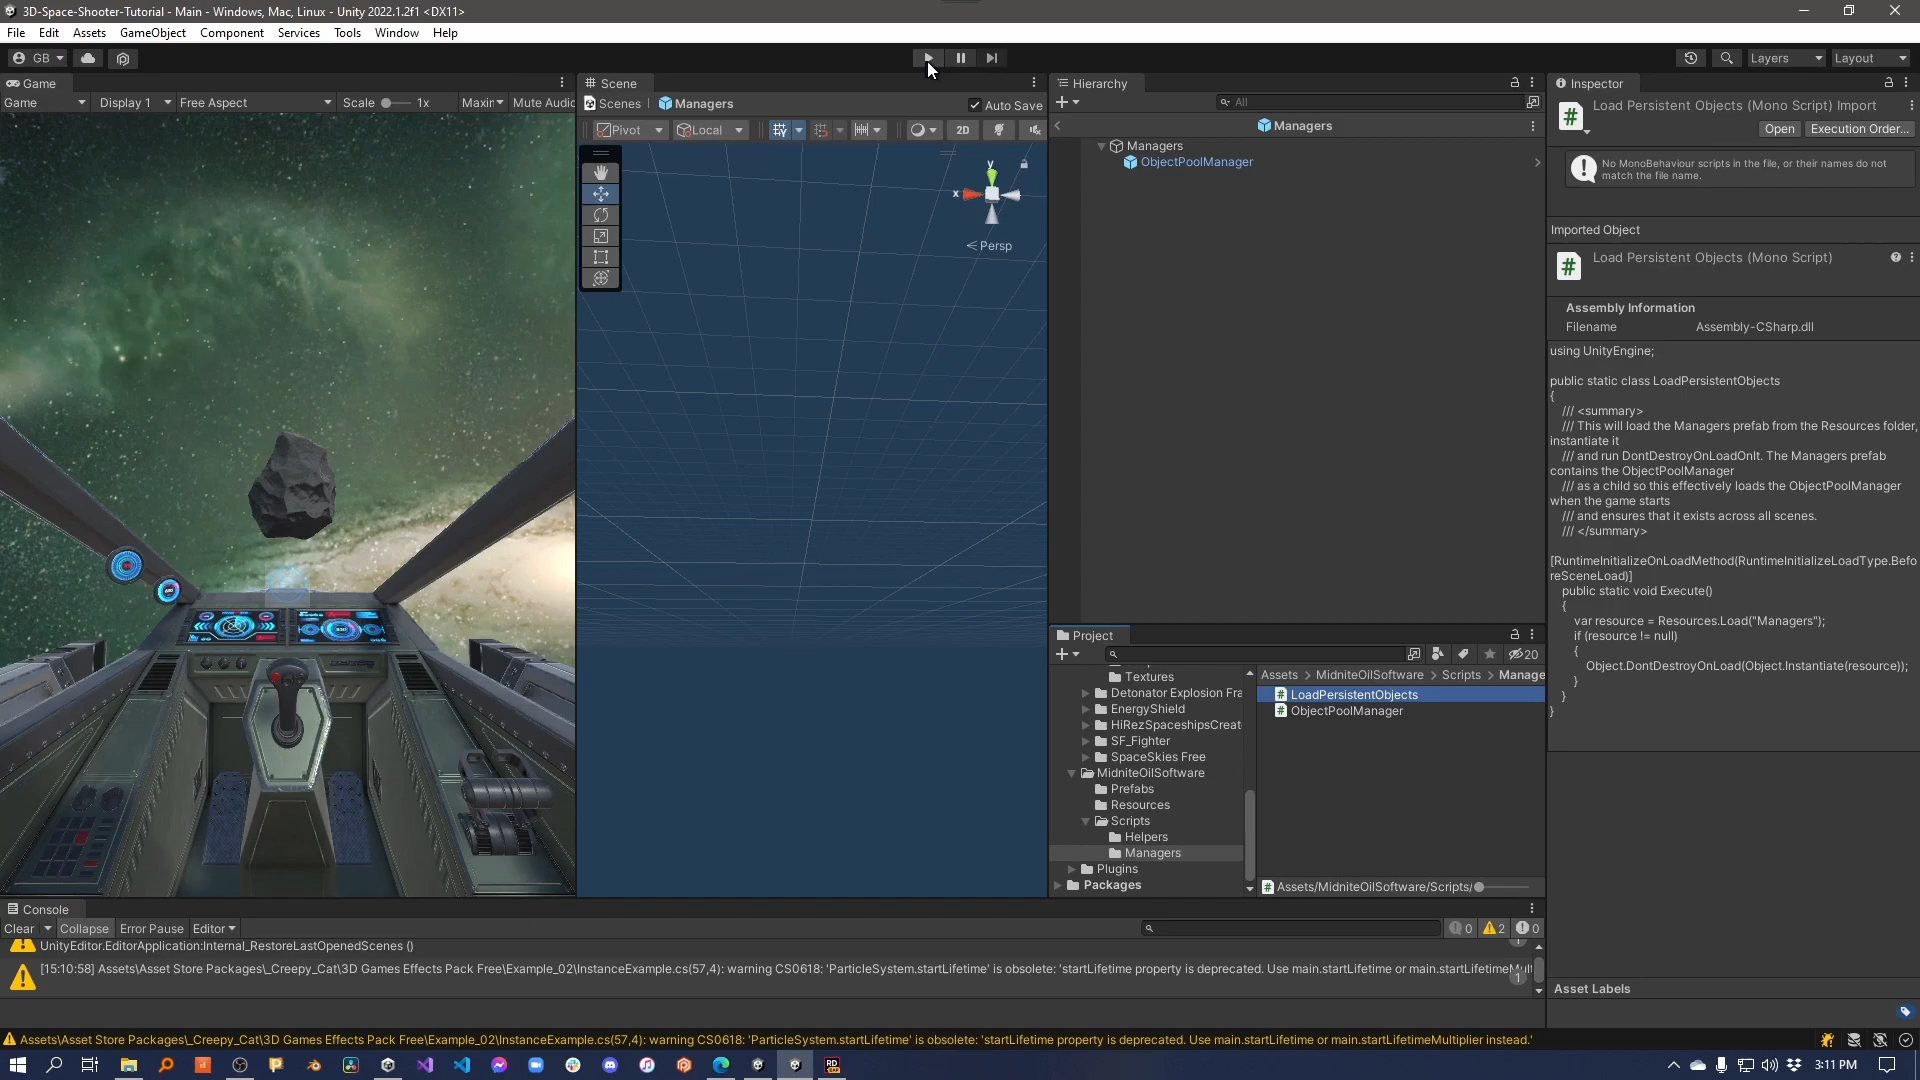 3D-Space-Shooter-Tutorial - Main - Windows, Mac, Linux - Unity 2022.1.2f1 <DX11>
File Edit Assets GameObject Component Services Tools Window Help
GB Layers Layout
Game Scene Hierarchy Inspector
Game Display 1 Free Aspect Scale 1x Maxin Mute Audic
Scenes Managers Auto Save
Pivot Local 2D
y
x
Persp
All
Managers
Managers
ObjectPoolManager
Load Persistent Objects (Mono Script) Import
Open Execution Order...
No MonoBehaviour scripts in the file, or their names do not
match the file name.
Imported Object
Load Persistent Objects (Mono Script)
Assembly Information
Filename Assembly-CSharp.dll
using UnityEngine;
public static class LoadPersistentObjects
{
/// <summary>
/// This will load the Managers prefab from the Resources folder,
instantiate it
/// and run DontDestroyOnLoadOnIt. The Managers prefab
contains the ObjectPoolManager
/// as a child so this effectively loads the ObjectPoolManager
when the game starts
/// and ensures that it exists across all scenes.
/// </summary>
[RuntimeInitializeOnLoadMethod(RuntimeInitializeLoadType.Befo
reSceneLoad)]
public static void Execute()
{
var resource = Resources.Load("Managers");
if (resource != null)
{
Object.DontDestroyOnLoad(Object.Instantiate(resource));
}
}
}
Asset Labels
Project
20
Textures
Detonator Explosion Fra
EnergyShield
HiRezSpaceshipsCreat
SF_Fighter
SpaceSkies Free
MidniteOilSoftware
Prefabs
Resources
Scripts
Helpers
Managers
Plugins
Packages
Assets > MidniteOilSoftware > Scripts > Manage
LoadPersistentObjects
ObjectPoolManager
Assets/MidniteOilSoftware/Scripts/
Console
Clear Collapse Error Pause Editor 0 2 0
UnityEditor.EditorApplication:Internal_RestoreLastOpenedScenes () 1
[15:10:58] Assets\Asset Store Packages\_Creepy_Cat\3D Games Effects Pack Free\Example_02\InstanceExample.cs(57,4): warning CS0618: 'ParticleSystem.startLifetime' is obsolete: 'startLifetime property is deprecated. Use main.startLifetime or main.startLifetimeMult
1
Assets\Asset Store Packages\_Creepy_Cat\3D Games Effects Pack Free\Example_02\InstanceExample.cs(57,4): warning CS0618: 'ParticleSystem.startLifetime' is obsolete: 'startLifetime property is deprecated. Use main.startLifetime or main.startLifetimeMultiplier instead.'
3:11 PM